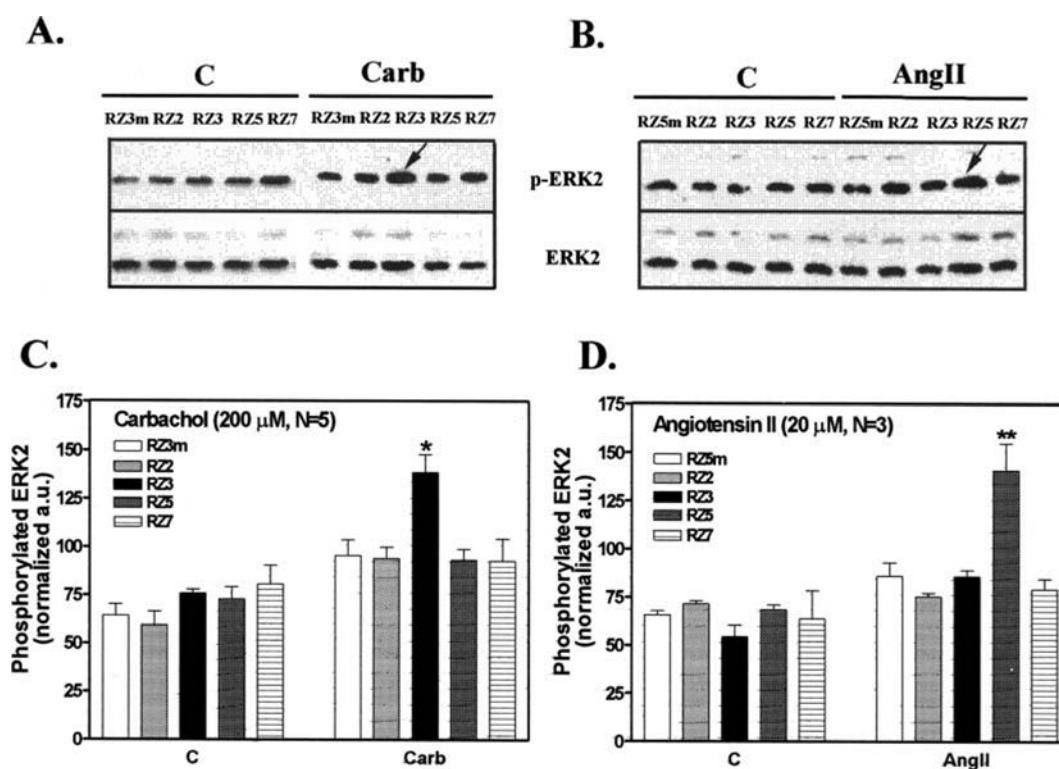 A.
C Carb
RZ3m RZ2 RZ3 RZ5 RZ7 RZ3m RZ2 RZ3 RZ5 RZ7
B.
C AngII
RZ5m RZ2 RZ3 RZ5 RZ7 RZ5m RZ2 RZ3 RZ5 RZ7
p-ERK2
ERK2
C.
Phosphorylated ERK2
(normalized a.u.)
175
150
125
100
75
50
25
0
Carbachol (200 μM, N=5)
RZ3m
RZ2
RZ3
RZ5
RZ7
*
C Carb
D.
Phosphorylated ERK2
(normalized a.u.)
175
150
125
100
75
50
25
0
Angiotensin II (20 μM, N=3)
RZ5m
RZ2
RZ3
RZ5
RZ7
**
C AngII